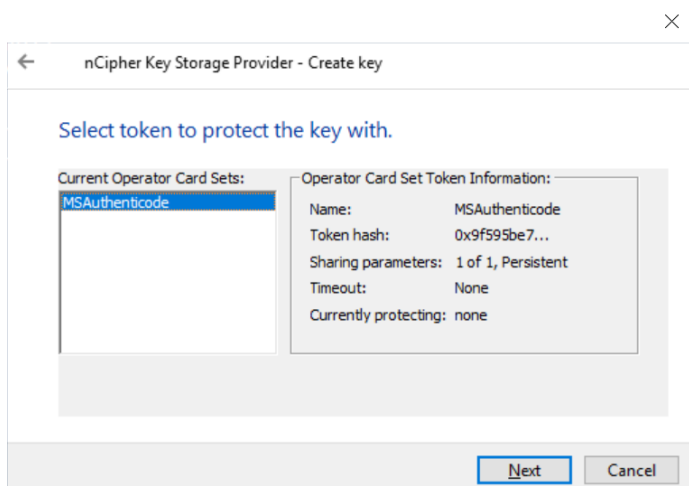 nCipher Key Storage Provider - Create key
Select token to protect the key with.
Current Operator Card Sets:
MSAuthenticode
Operator Card Set Token Information:
Name: MSAuthenticode
Token hash: 0x9f595be7...
Sharing parameters: 1 of 1, Persistent
Timeout: None
Currently protecting: none
Next
Cancel